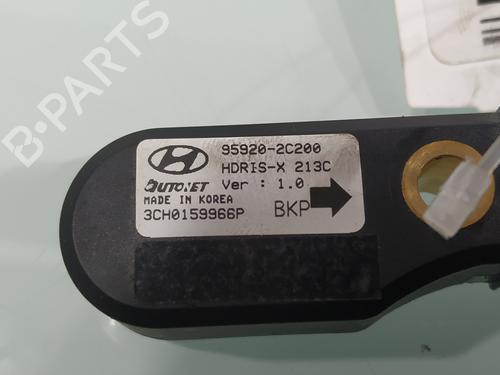 95920-2C200
HDRIS-X 213C
AUTONET Ver : 1.0
MADE IN KOREA
3CH0159966P BKP
B-PARTS